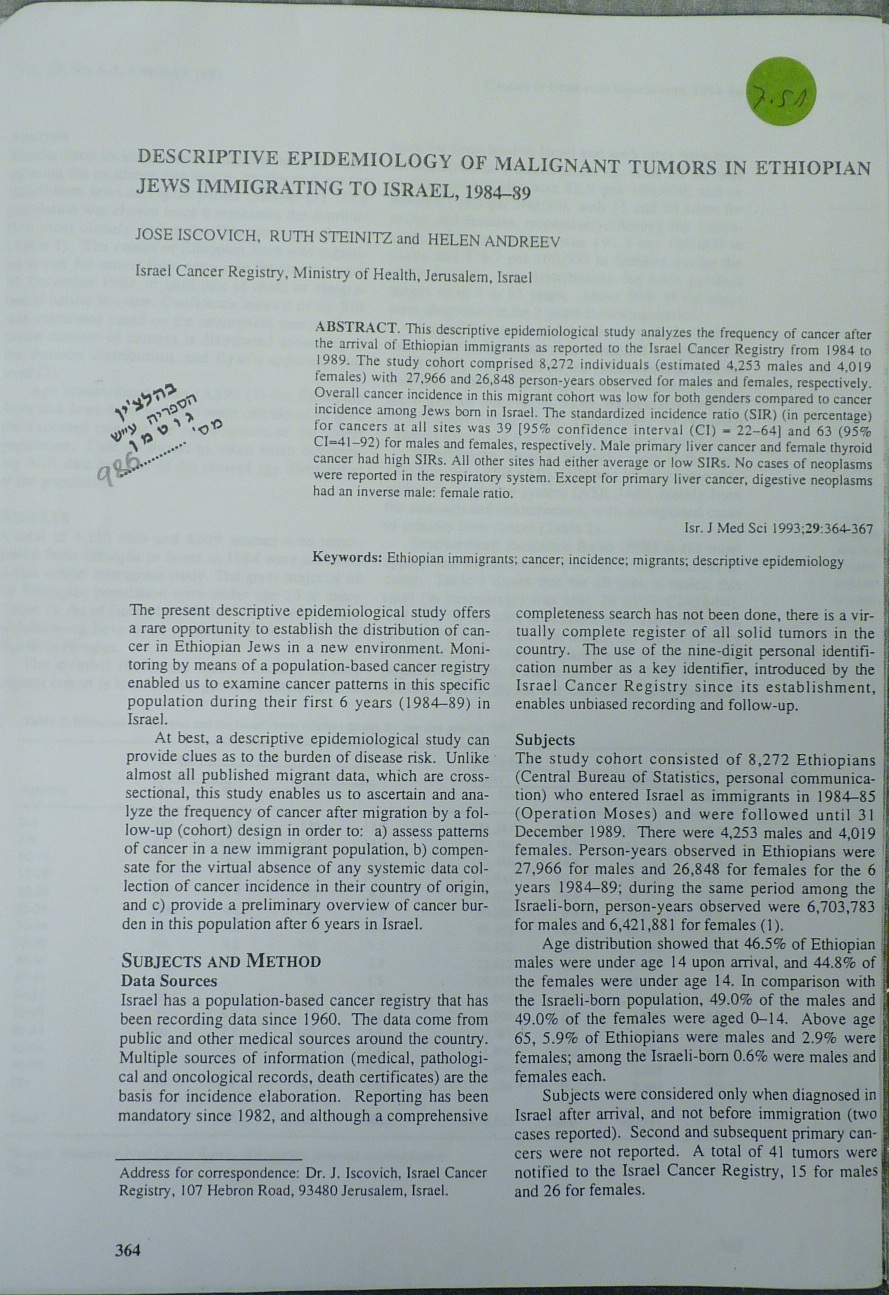 7.51
DESCRIPTIVE EPIDEMIOLOGY OF MALIGNANT TUMORS IN ETHIOPIAN
JEWS IMMIGRATING TO ISRAEL, 1984–89
JOSE ISCOVICH, RUTH STEINITZ and HELEN ANDREEV
Israel Cancer Registry, Ministry of Health, Jerusalem, Israel
ABSTRACT. This descriptive epidemiological study analyzes the frequency of cancer after
the arrival of Ethiopian immigrants as reported to the Israel Cancer Registry from 1984 to
1989. The study cohort comprised 8,272 individuals (estimated 4,253 males and 4,019
females) with 27,966 and 26,848 person-years observed for males and females, respectively.
Overall cancer incidence in this migrant cohort was low for both genders compared to cancer
incidence among Jews born in Israel. The standardized incidence ratio (SIR) (in percentage)
for cancers at all sites was 39 [95% confidence interval (CI) = 22–64] and 63 (95%
CI=41–92) for males and females, respectively. Male primary liver cancer and female thyroid
cancer had high SIRs. All other sites had either average or low SIRs. No cases of neoplasms
were reported in the respiratory system. Except for primary liver cancer, digestive neoplasms
had an inverse male: female ratio.
בהלצ'ין
הספריה ע״ש
גוטמן
מס'
986
Isr. J Med Sci 1993;29:364-367
Keywords: Ethiopian immigrants; cancer; incidence; migrants; descriptive epidemiology
The present descriptive epidemiological study offers
a rare opportunity to establish the distribution of can-
cer in Ethiopian Jews in a new environment. Moni-
toring by means of a population-based cancer registry
enabled us to examine cancer patterns in this specific
population during their first 6 years (1984–89) in
Israel.
At best, a descriptive epidemiological study can
provide clues as to the burden of disease risk. Unlike
almost all published migrant data, which are cross-
sectional, this study enables us to ascertain and ana-
lyze the frequency of cancer after migration by a fol-
low-up (cohort) design in order to: a) assess patterns
of cancer in a new immigrant population, b) compen-
sate for the virtual absence of any systemic data col-
lection of cancer incidence in their country of origin,
and c) provide a preliminary overview of cancer bur-
den in this population after 6 years in Israel.
SUBJECTS AND METHOD
Data Sources
Israel has a population-based cancer registry that has
been recording data since 1960. The data come from
public and other medical sources around the country.
Multiple sources of information (medical, pathologi-
cal and oncological records, death certificates) are the
basis for incidence elaboration. Reporting has been
mandatory since 1982, and although a comprehensive
Address for correspondence: Dr. J. Iscovich, Israel Cancer
Registry, 107 Hebron Road, 93480 Jerusalem, Israel.
completeness search has not been done, there is a vir-
tually complete register of all solid tumors in the
country. The use of the nine-digit personal identifi-
cation number as a key identifier, introduced by the
Israel Cancer Registry since its establishment,
enables unbiased recording and follow-up.
Subjects
The study cohort consisted of 8,272 Ethiopians
(Central Bureau of Statistics, personal communica-
tion) who entered Israel as immigrants in 1984–85
(Operation Moses) and were followed until 31
December 1989. There were 4,253 males and 4,019
females. Person-years observed in Ethiopians were
27,966 for males and 26,848 for females for the 6
years 1984–89; during the same period among the
Israeli-born, person-years observed were 6,703,783
for males and 6,421,881 for females (1).
Age distribution showed that 46.5% of Ethiopian
males were under age 14 upon arrival, and 44.8% of
the females were under age 14. In comparison with
the Israeli-born population, 49.0% of the males and
49.0% of the females were aged 0–14. Above age
65, 5.9% of Ethiopians were males and 2.9% were
females; among the Israeli-born 0.6% were males and
females each.
Subjects were considered only when diagnosed in
Israel after arrival, and not before immigration (two
cases reported). Second and subsequent primary can-
cers were not reported. A total of 41 tumors were
notified to the Israel Cancer Registry, 15 for males
and 26 for females.
364